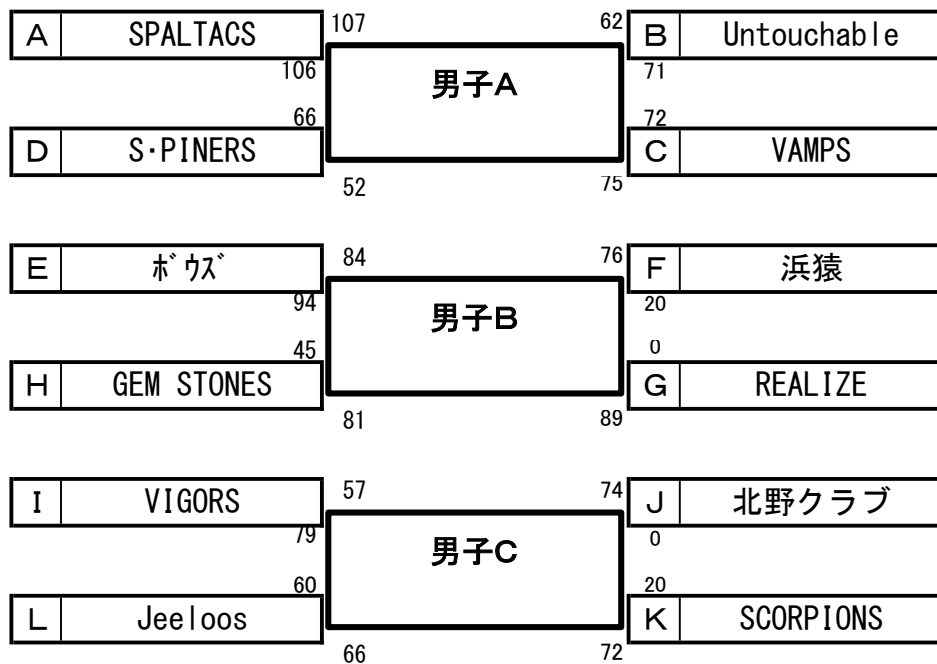 A SPALTACS 107 62 B Untouchable
106 71
男子A
66 72
D S・PINERS C VAMPS
52 75
E ﾎﾞｳｽﾞ 84 76 F 浜猿
94 20
男子B
45 0
H GEM STONES G REALIZE
81 89
I VIGORS 57 74 J 北野クラブ
79 0
男子C
60 20
L Jeeloos K SCORPIONS
66 72